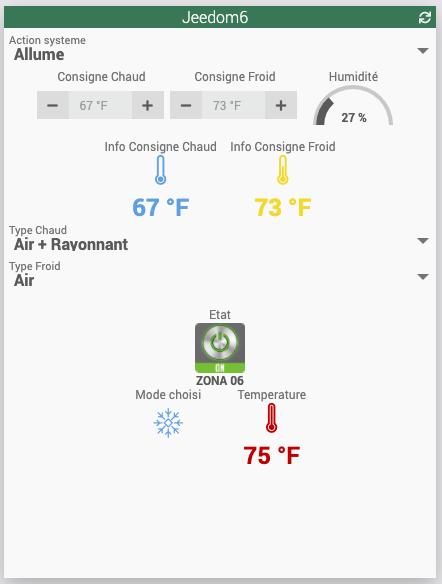 Jeedom6
Action systeme
Allume
Consigne Chaud Consigne Froid Humidité
− 67 °F + − 73 °F + 27 %
Info Consigne Chaud Info Consigne Froid
67 °F 73 °F
Type Chaud
Air + Rayonnant
Type Froid
Air
Etat
ON
ZONA 06
Mode choisi Temperature
75 °F